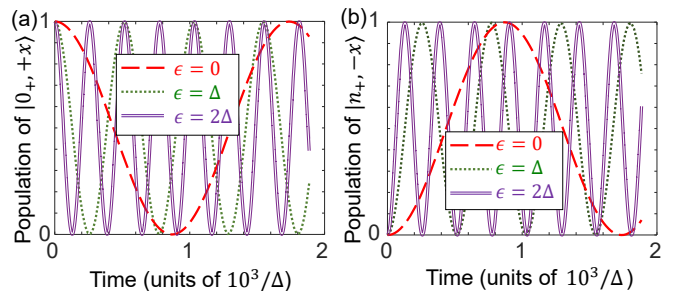 (a)
1
Population of |0₊, +x⟩
0
ϵ = 0
ϵ = Δ
ϵ = 2Δ
0 1 2
Time (units of 10³/Δ)
(b)
1
Population of |n₊, −x⟩
0
ϵ = 0
ϵ = Δ
ϵ = 2Δ
0 1 2
Time (units of 10³/Δ)